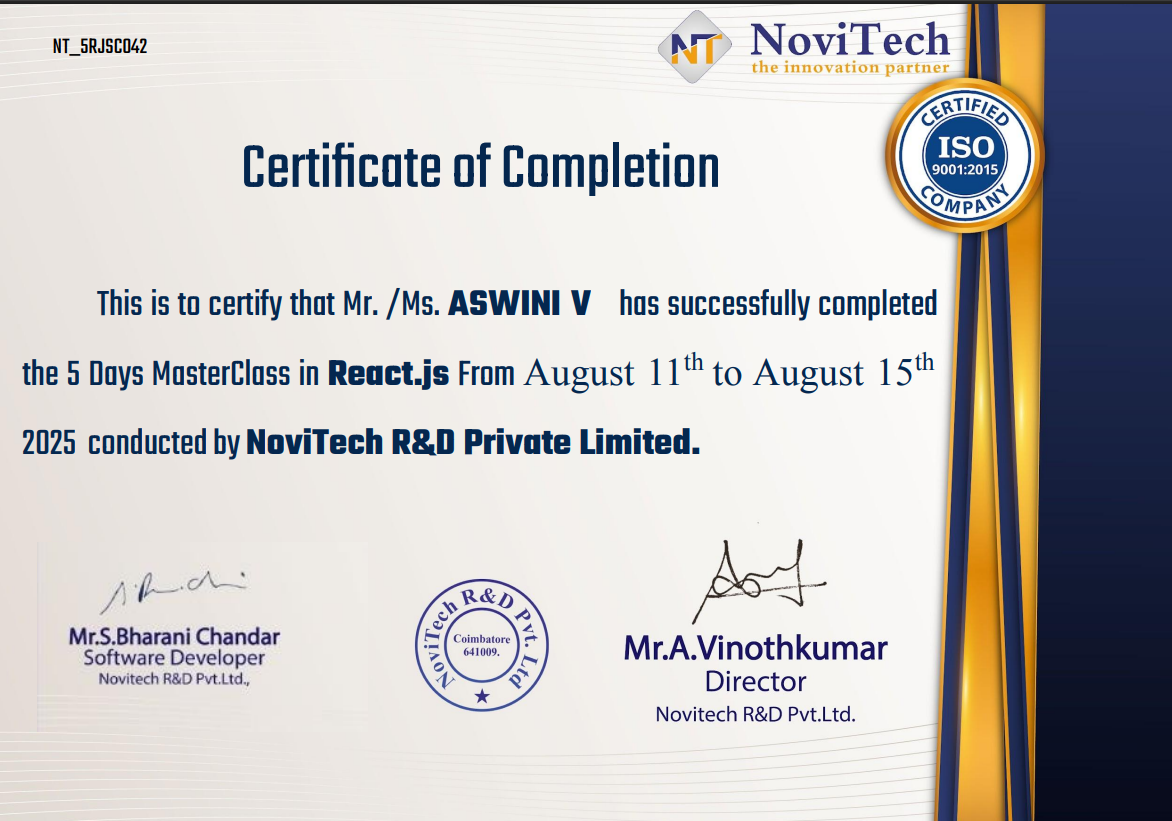 NT_5RJSC042
NT
NoviTech
the innovation partner
CERTIFIED
ISO
9001:2015
COMPANY
Certificate of Completion
This is to certify that Mr. /Ms. ASWINI V has successfully completed
the 5 Days MasterClass in React.js From August 11th to August 15th
2025 conducted by NoviTech R&D Private Limited.
Mr.S.Bharani Chandar
Software Developer
Novitech R&D Pvt.Ltd.,
NoviTech R&D Pvt. Ltd
Coimbatore
641009.
Mr.A.Vinothkumar
Director
Novitech R&D Pvt.Ltd.